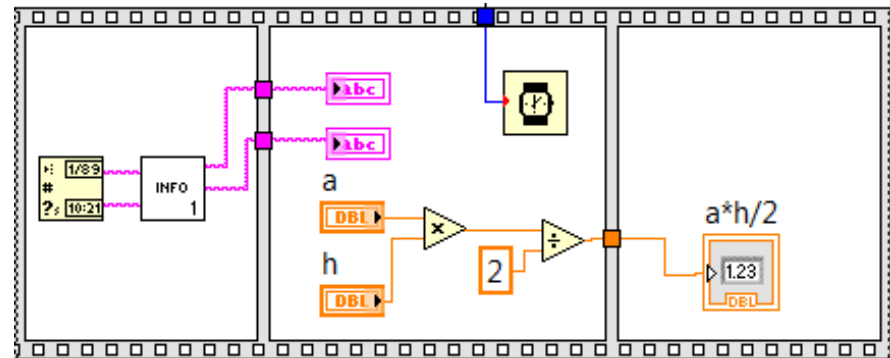 1/89
#
?s 10:21
INFO
1
abc
abc
a
DBL
h
DBL
×
÷
2
a*h/2
1.23
DBL